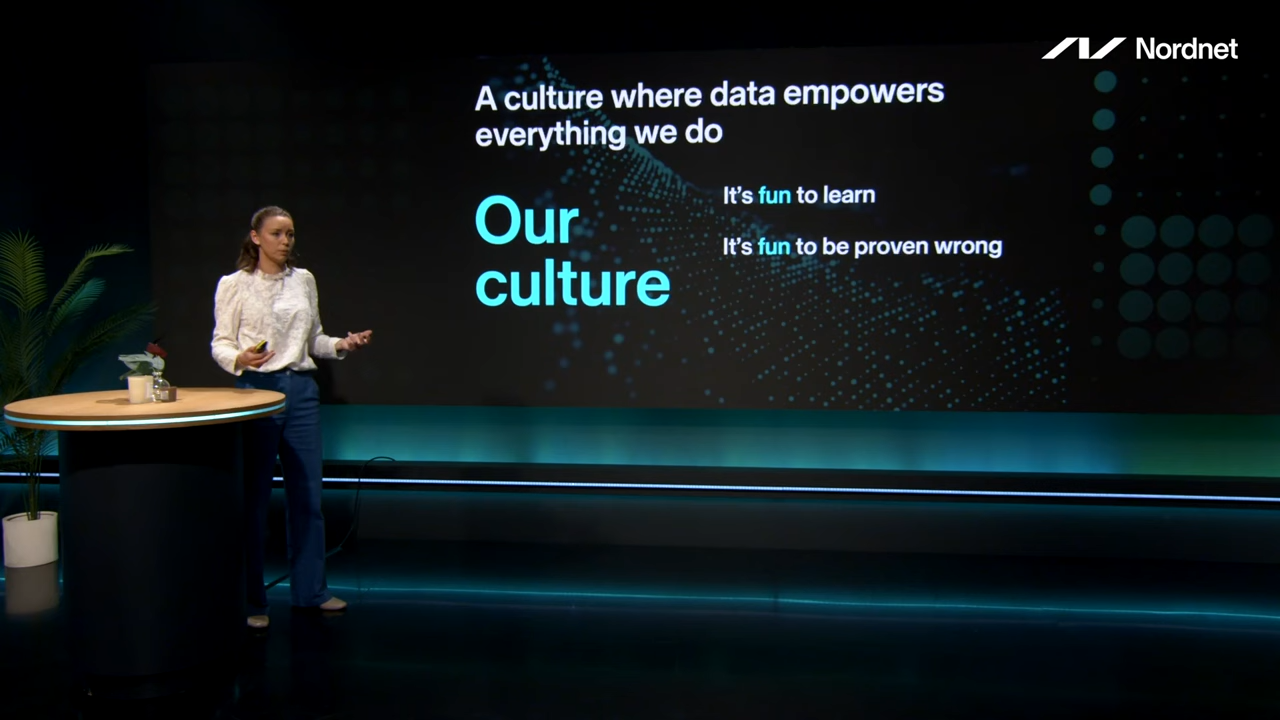 Nordnet
A culture where data empowers
everything we do
Our
culture
It's fun to learn
It's fun to be proven wrong